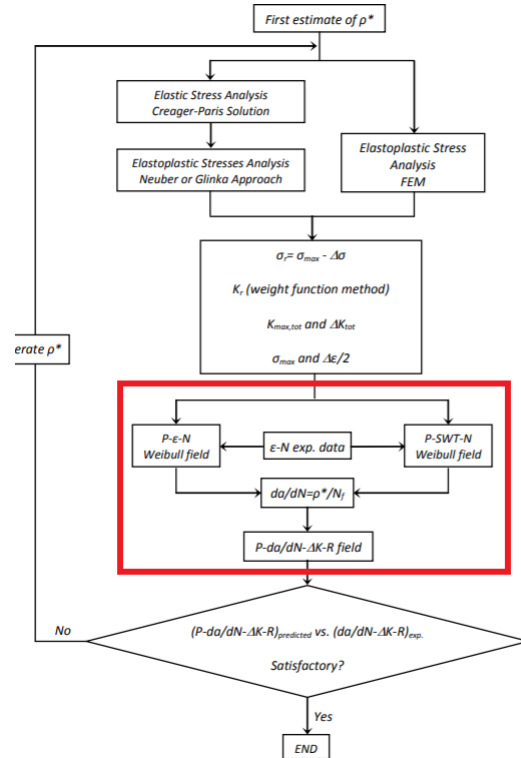 First estimate of ρ*
Elastic Stress Analysis
Creager-Paris Solution
Elastoplastic Stresses Analysis
Neuber or Glinka Approach
Elastoplastic Stress
Analysis
FEM
σr= σmax - Δσ
Kr (weight function method)
Kmax,tot and ΔKtot
σmax and Δε/2
erate ρ*
P-ε-N
Weibull field
ε-N exp. data
P-SWT-N
Weibull field
da/dN=ρ*/Nf
P-da/dN-ΔK-R field
No
(P-da/dN-ΔK-R)predicted vs. (da/dN-ΔK-R)exp.
Satisfactory?
Yes
END